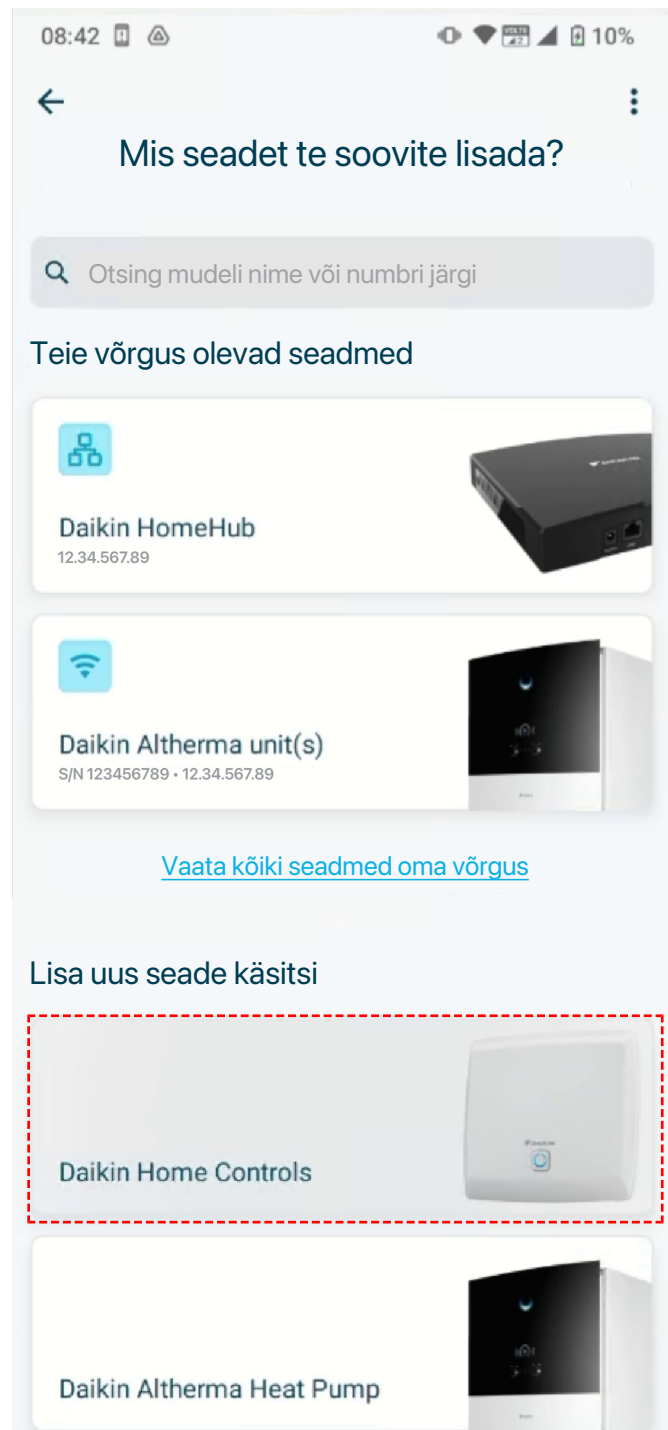 08:42
10%
Mis seadet te soovite lisada?
Otsing mudeli nime või numbri järgi
Teie võrgus olevad seadmed
Daikin HomeHub
12.34.567.89
Daikin Altherma unit(s)
S/N 123456789 • 12.34.567.89
Vaata kõiki seadmed oma võrgus
Lisa uus seade käsitsi
Daikin Home Controls
Daikin Altherma Heat Pump